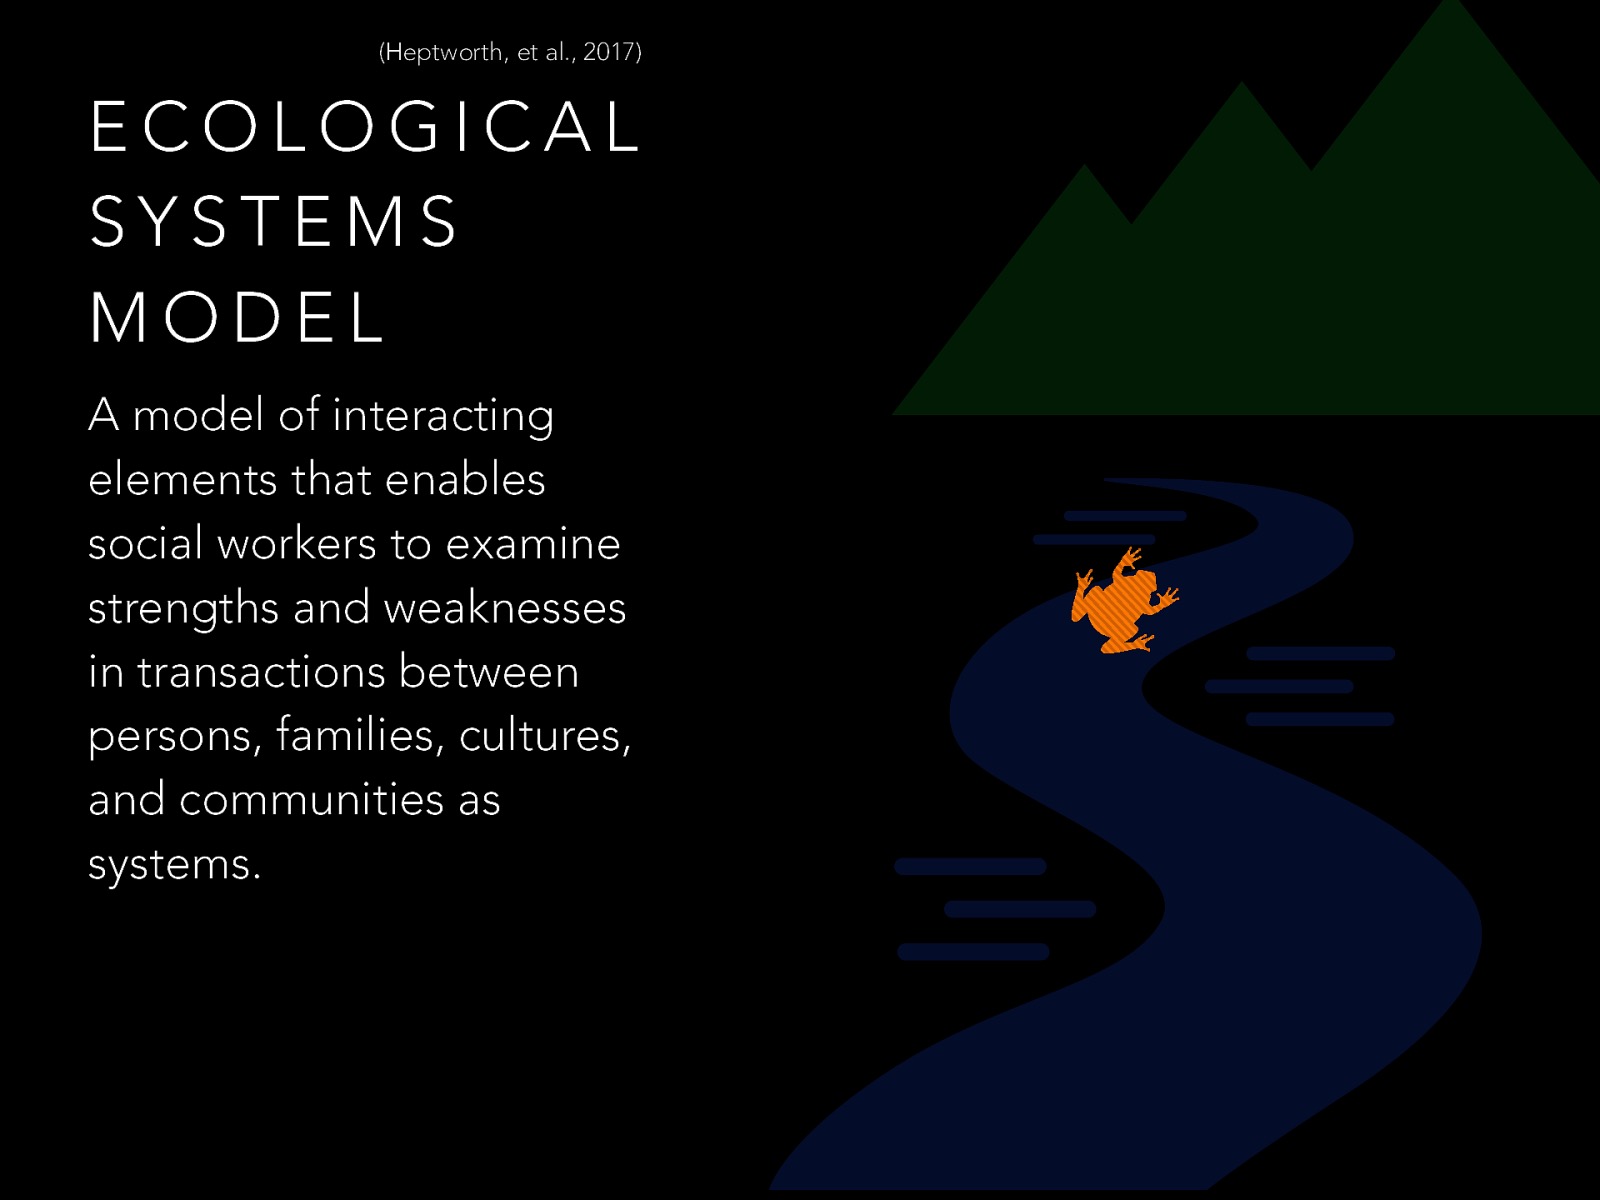 (Heptworth, et al., 2017)
ECOLOGICAL
SYSTEMS
MODEL
A model of interacting
elements that enables
social workers to examine
strengths and weaknesses
in transactions between
persons, families, cultures,
and communities as
systems.